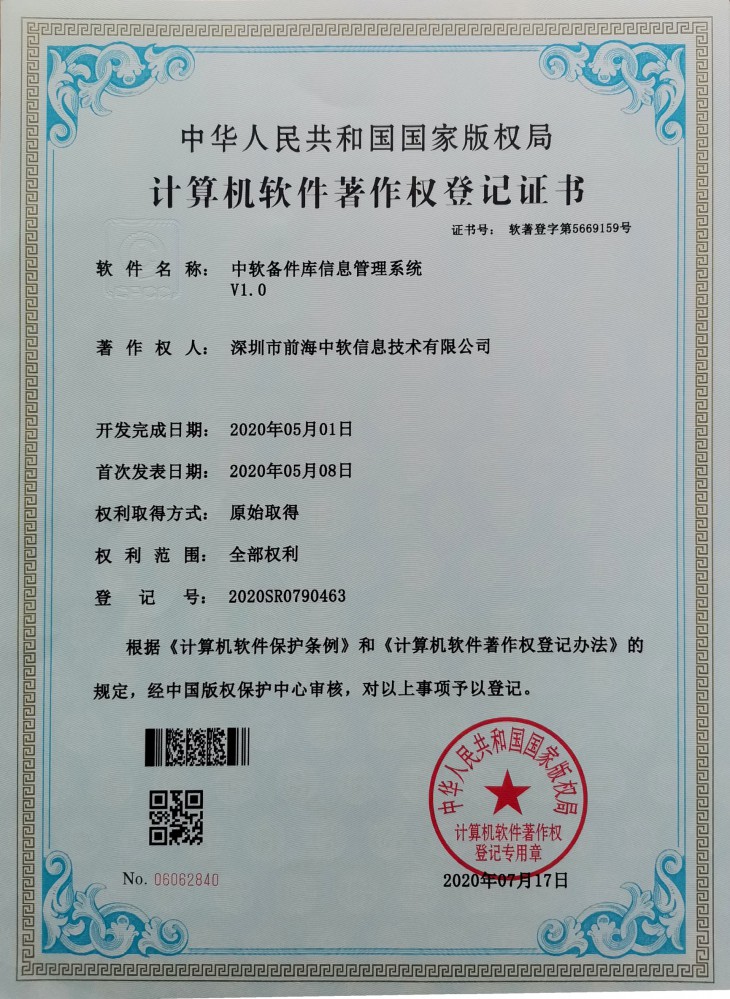 中华人民共和国国家版权局
计算机软件著作权登记证书
证书号： 软著登字第5669159号
软件名称： 中软备件库信息管理系统
V1.0
著作权人： 深圳市前海中软信息技术有限公司
开发完成日期： 2020年05月01日
首次发表日期： 2020年05月08日
权利取得方式： 原始取得
权利范围： 全部权利
登记号： 2020SR0790463
根据《计算机软件保护条例》和《计算机软件著作权登记办法》的
规定，经中国版权保护中心审核，对以上事项予以登记。
中华人民共和国国家版权局
计算机软件著作权
登记专用章
No. 06062840
2020年07月17日